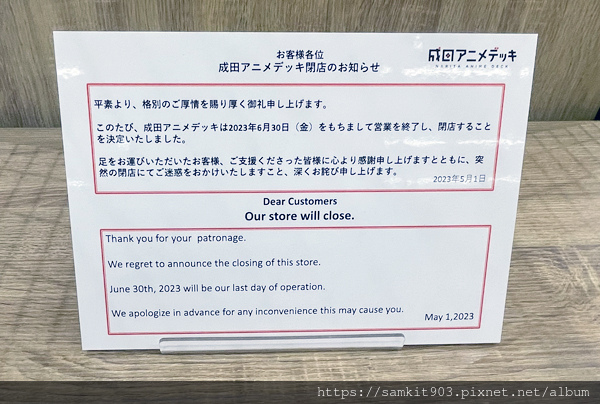 お客様各位
成田アニメデッキ閉店のお知らせ
成田アニメデッキ
NARITA ANIME DECK
平素より、格別のご厚情を賜り厚く御礼申し上げます。
このたび、成田アニメデッキは2023年6月30日（金）をもちまして営業を終了し、閉店すること
を決定いたしました。
足をお運びいただいたお客様、ご支援くださった皆様に心より感謝申し上げますとともに、突
然の閉店にてご迷惑をおかけいたしますこと、深くお詫び申し上げます。
2023年5月1日
Dear Customers
Our store will close.
Thank you for your patronage.
We regret to announce the closing of this store.
June 30th, 2023 will be our last day of operation.
We apologize in advance for any inconvenience this may cause you.
May 1,2023
https://samkit903.pixnet.net/album